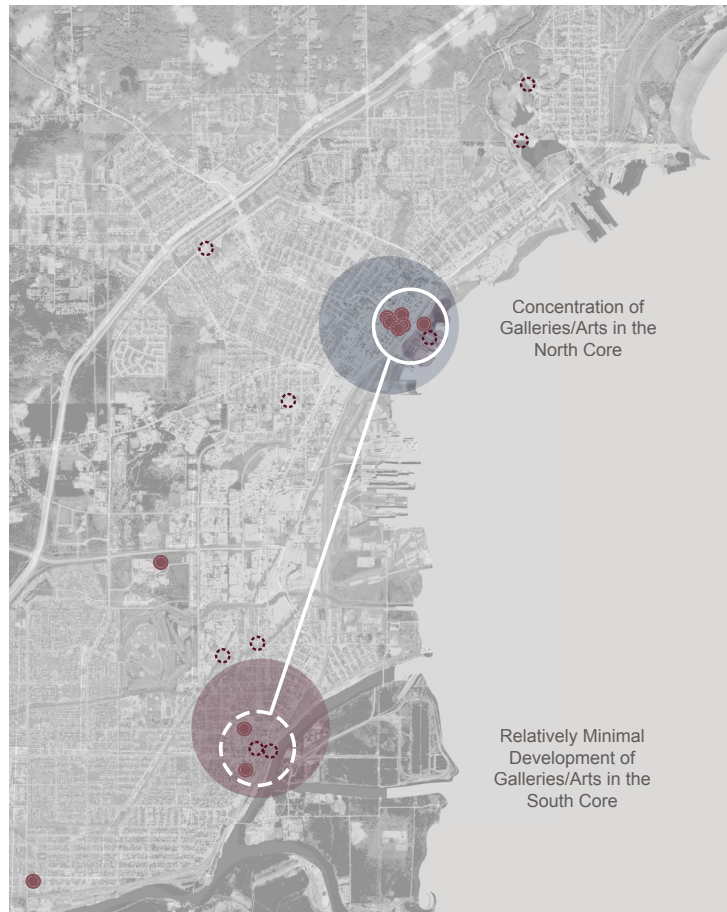 Concentration of
Galleries/Arts in the
North Core
Relatively Minimal
Development of
Galleries/Arts in the
South Core